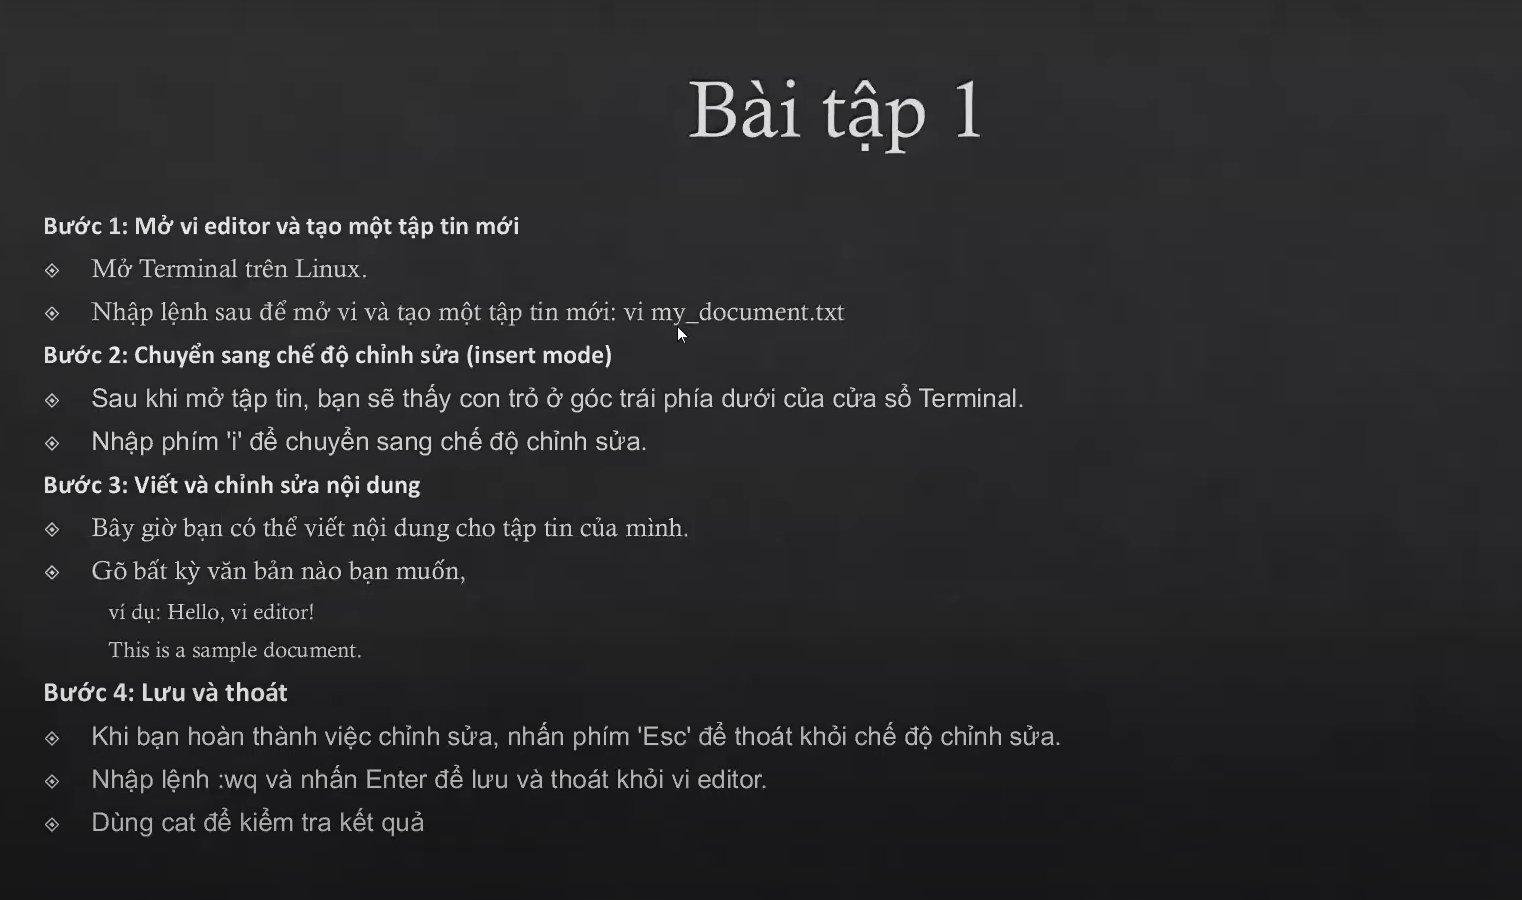 Bài tập 1
Bước 1: Mở vi editor và tạo một tập tin mới
Mở Terminal trên Linux.
Nhập lệnh sau để mở vi và tạo một tập tin mới: vi my_document.txt
Bước 2: Chuyển sang chế độ chỉnh sửa (insert mode)
Sau khi mở tập tin, bạn sẽ thấy con trỏ ở góc trái phía dưới của cửa sổ Terminal.
Nhập phím 'i' để chuyển sang chế độ chỉnh sửa.
Bước 3: Viết và chỉnh sửa nội dung
Bây giờ bạn có thể viết nội dung cho tập tin của mình.
Gõ bất kỳ văn bản nào bạn muốn,
ví dụ: Hello, vi editor!
This is a sample document.
Bước 4: Lưu và thoát
Khi bạn hoàn thành việc chỉnh sửa, nhấn phím 'Esc' để thoát khỏi chế độ chỉnh sửa.
Nhập lệnh :wq và nhấn Enter để lưu và thoát khỏi vi editor.
Dùng cat để kiểm tra kết quả